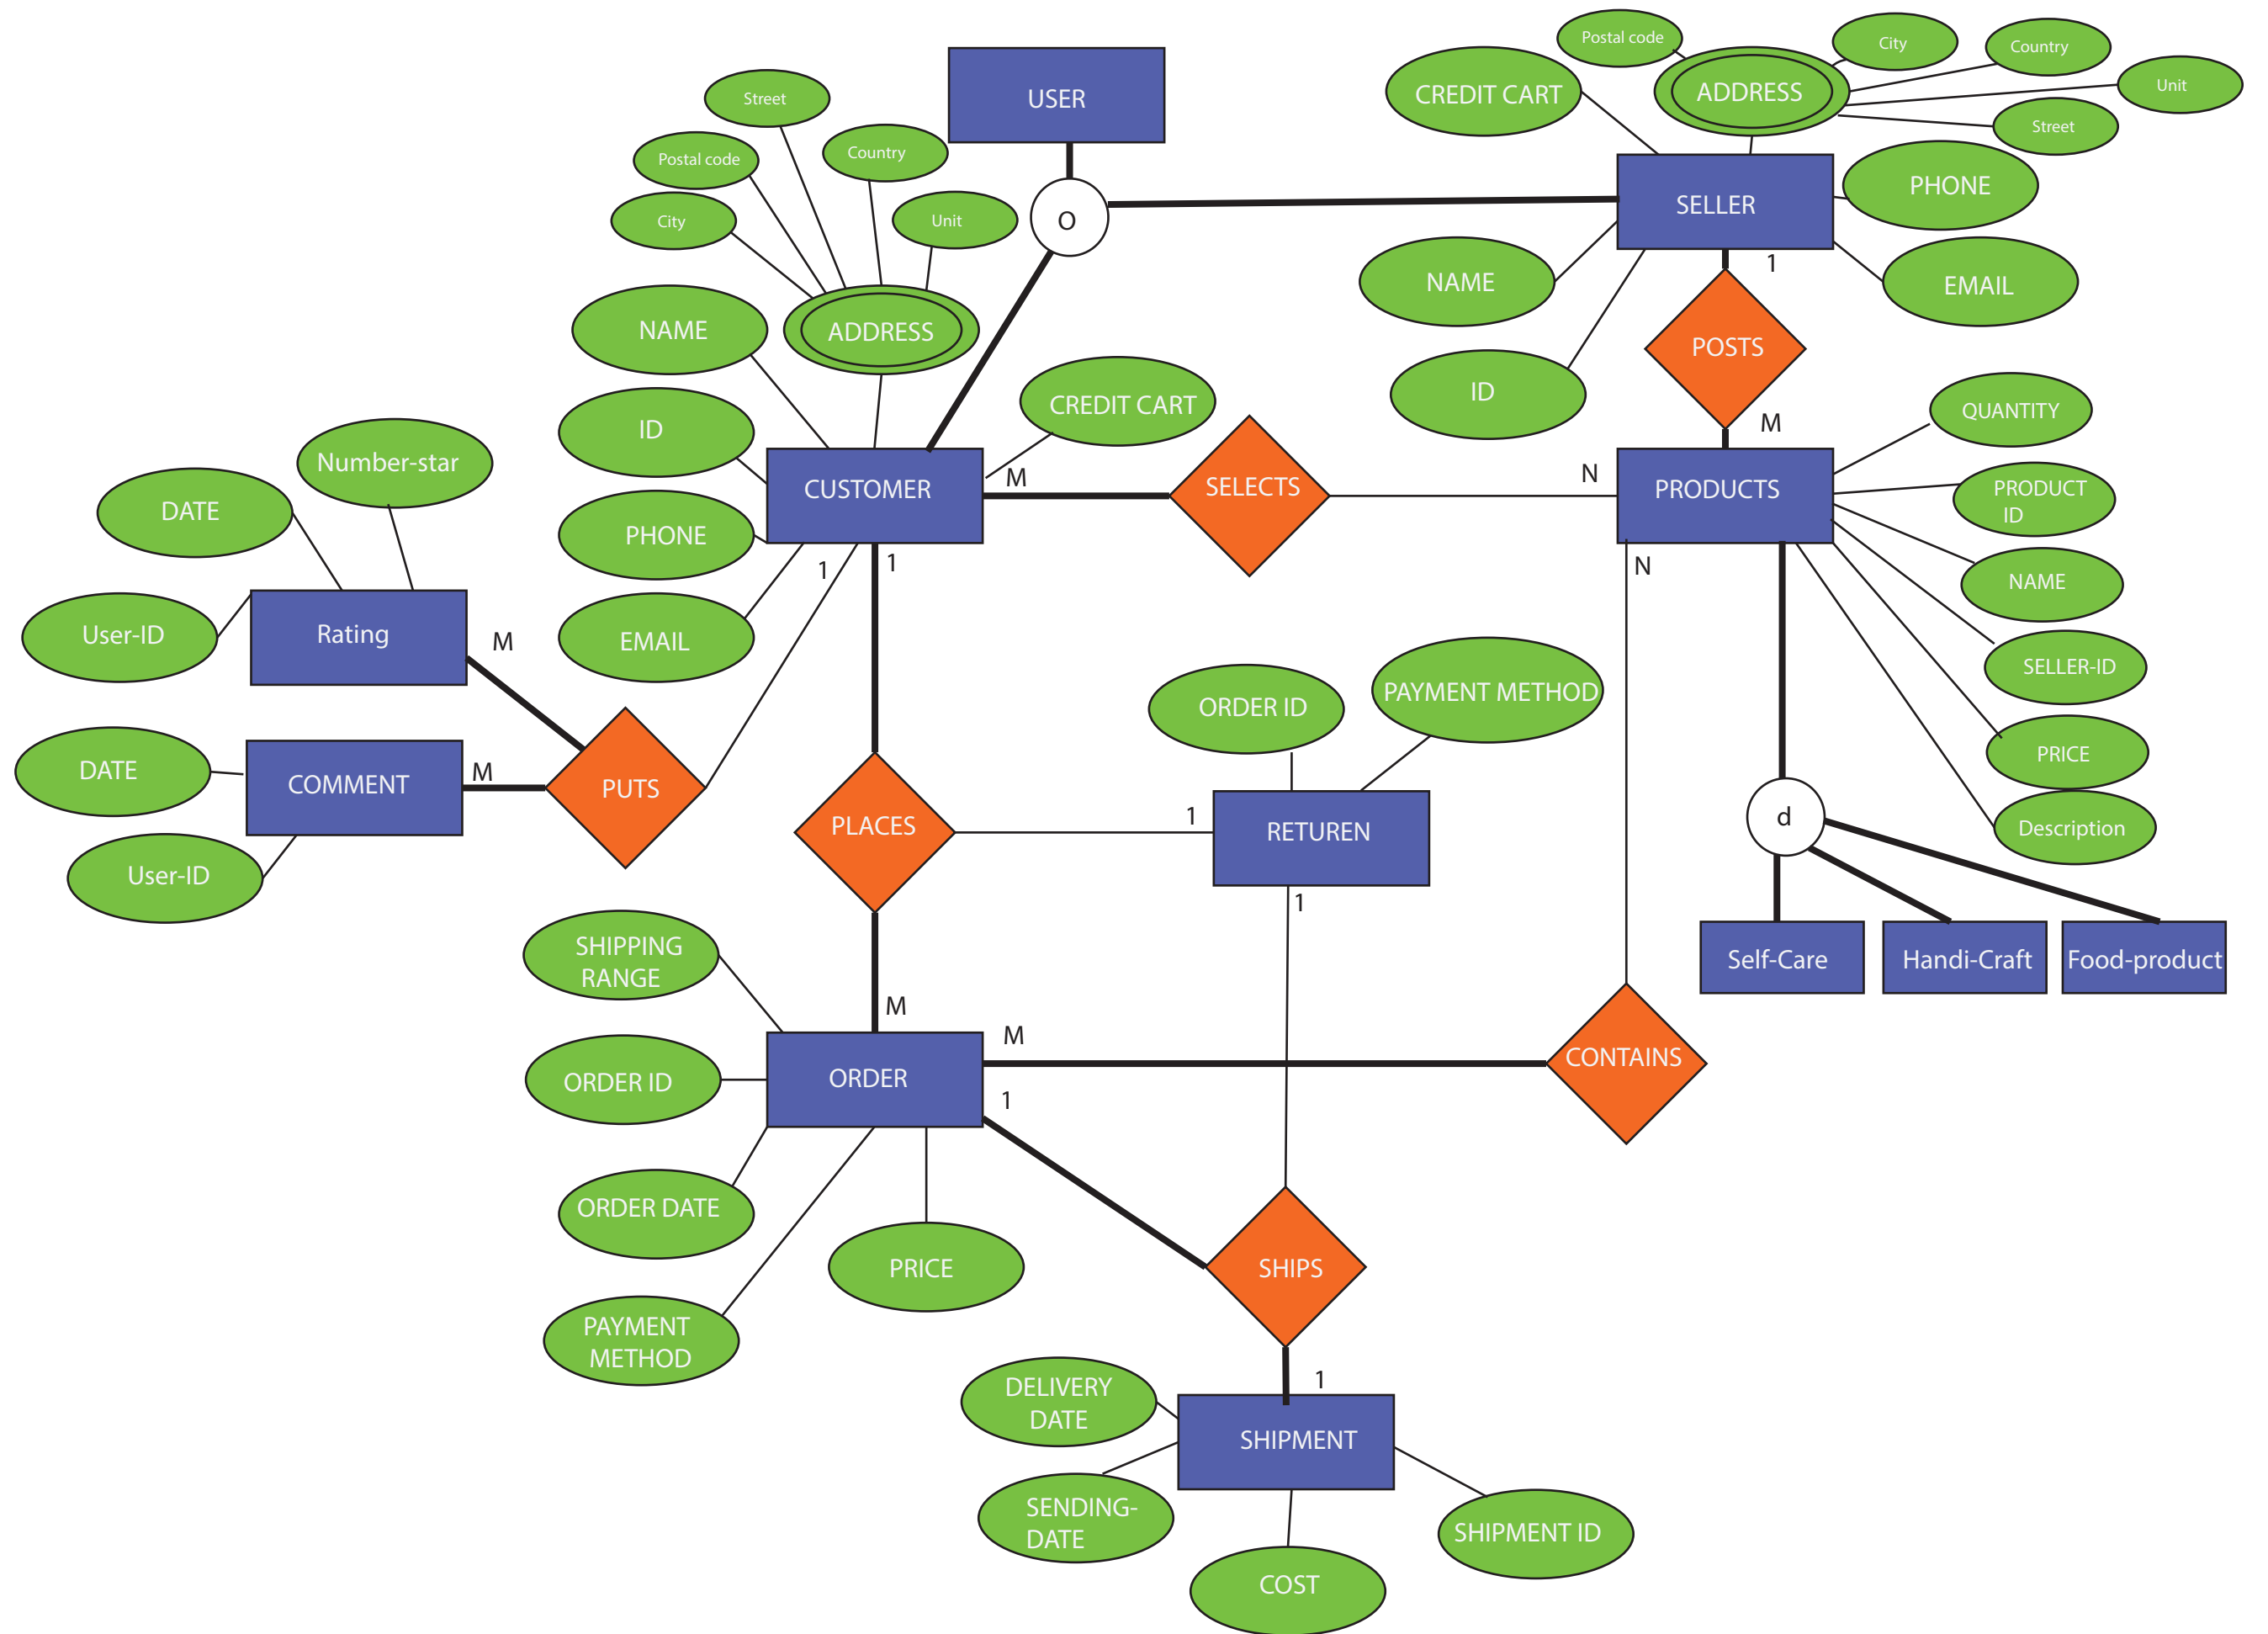 Postal code
City
Country
Unit
Street
CREDIT CART
ADDRESS
USER
Street
Postal code
Country
City
Unit
O
SELLER
PHONE
NAME
EMAIL
ID
1
POSTS
M
NAME
ADDRESS
CREDIT CART
ID
PHONE
EMAIL
CUSTOMER
M
SELECTS
N
PRODUCTS
QUANTITY
PRODUCT
ID
NAME
SELLER-ID
PRICE
Description
N
1
1
Number-star
DATE
User-ID
Rating
M
DATE
COMMENT
M
User-ID
PUTS
PLACES
1
ORDER ID
PAYMENT METHOD
RETUREN
1
d
Self-Care
Handi-Craft
Food-product
SHIPPING
RANGE
M
M
ORDER ID
ORDER
1
CONTAINS
ORDER DATE
PRICE
PAYMENT
METHOD
SHIPS
1
DELIVERY
DATE
SHIPMENT
SENDING-
DATE
SHIPMENT ID
COST